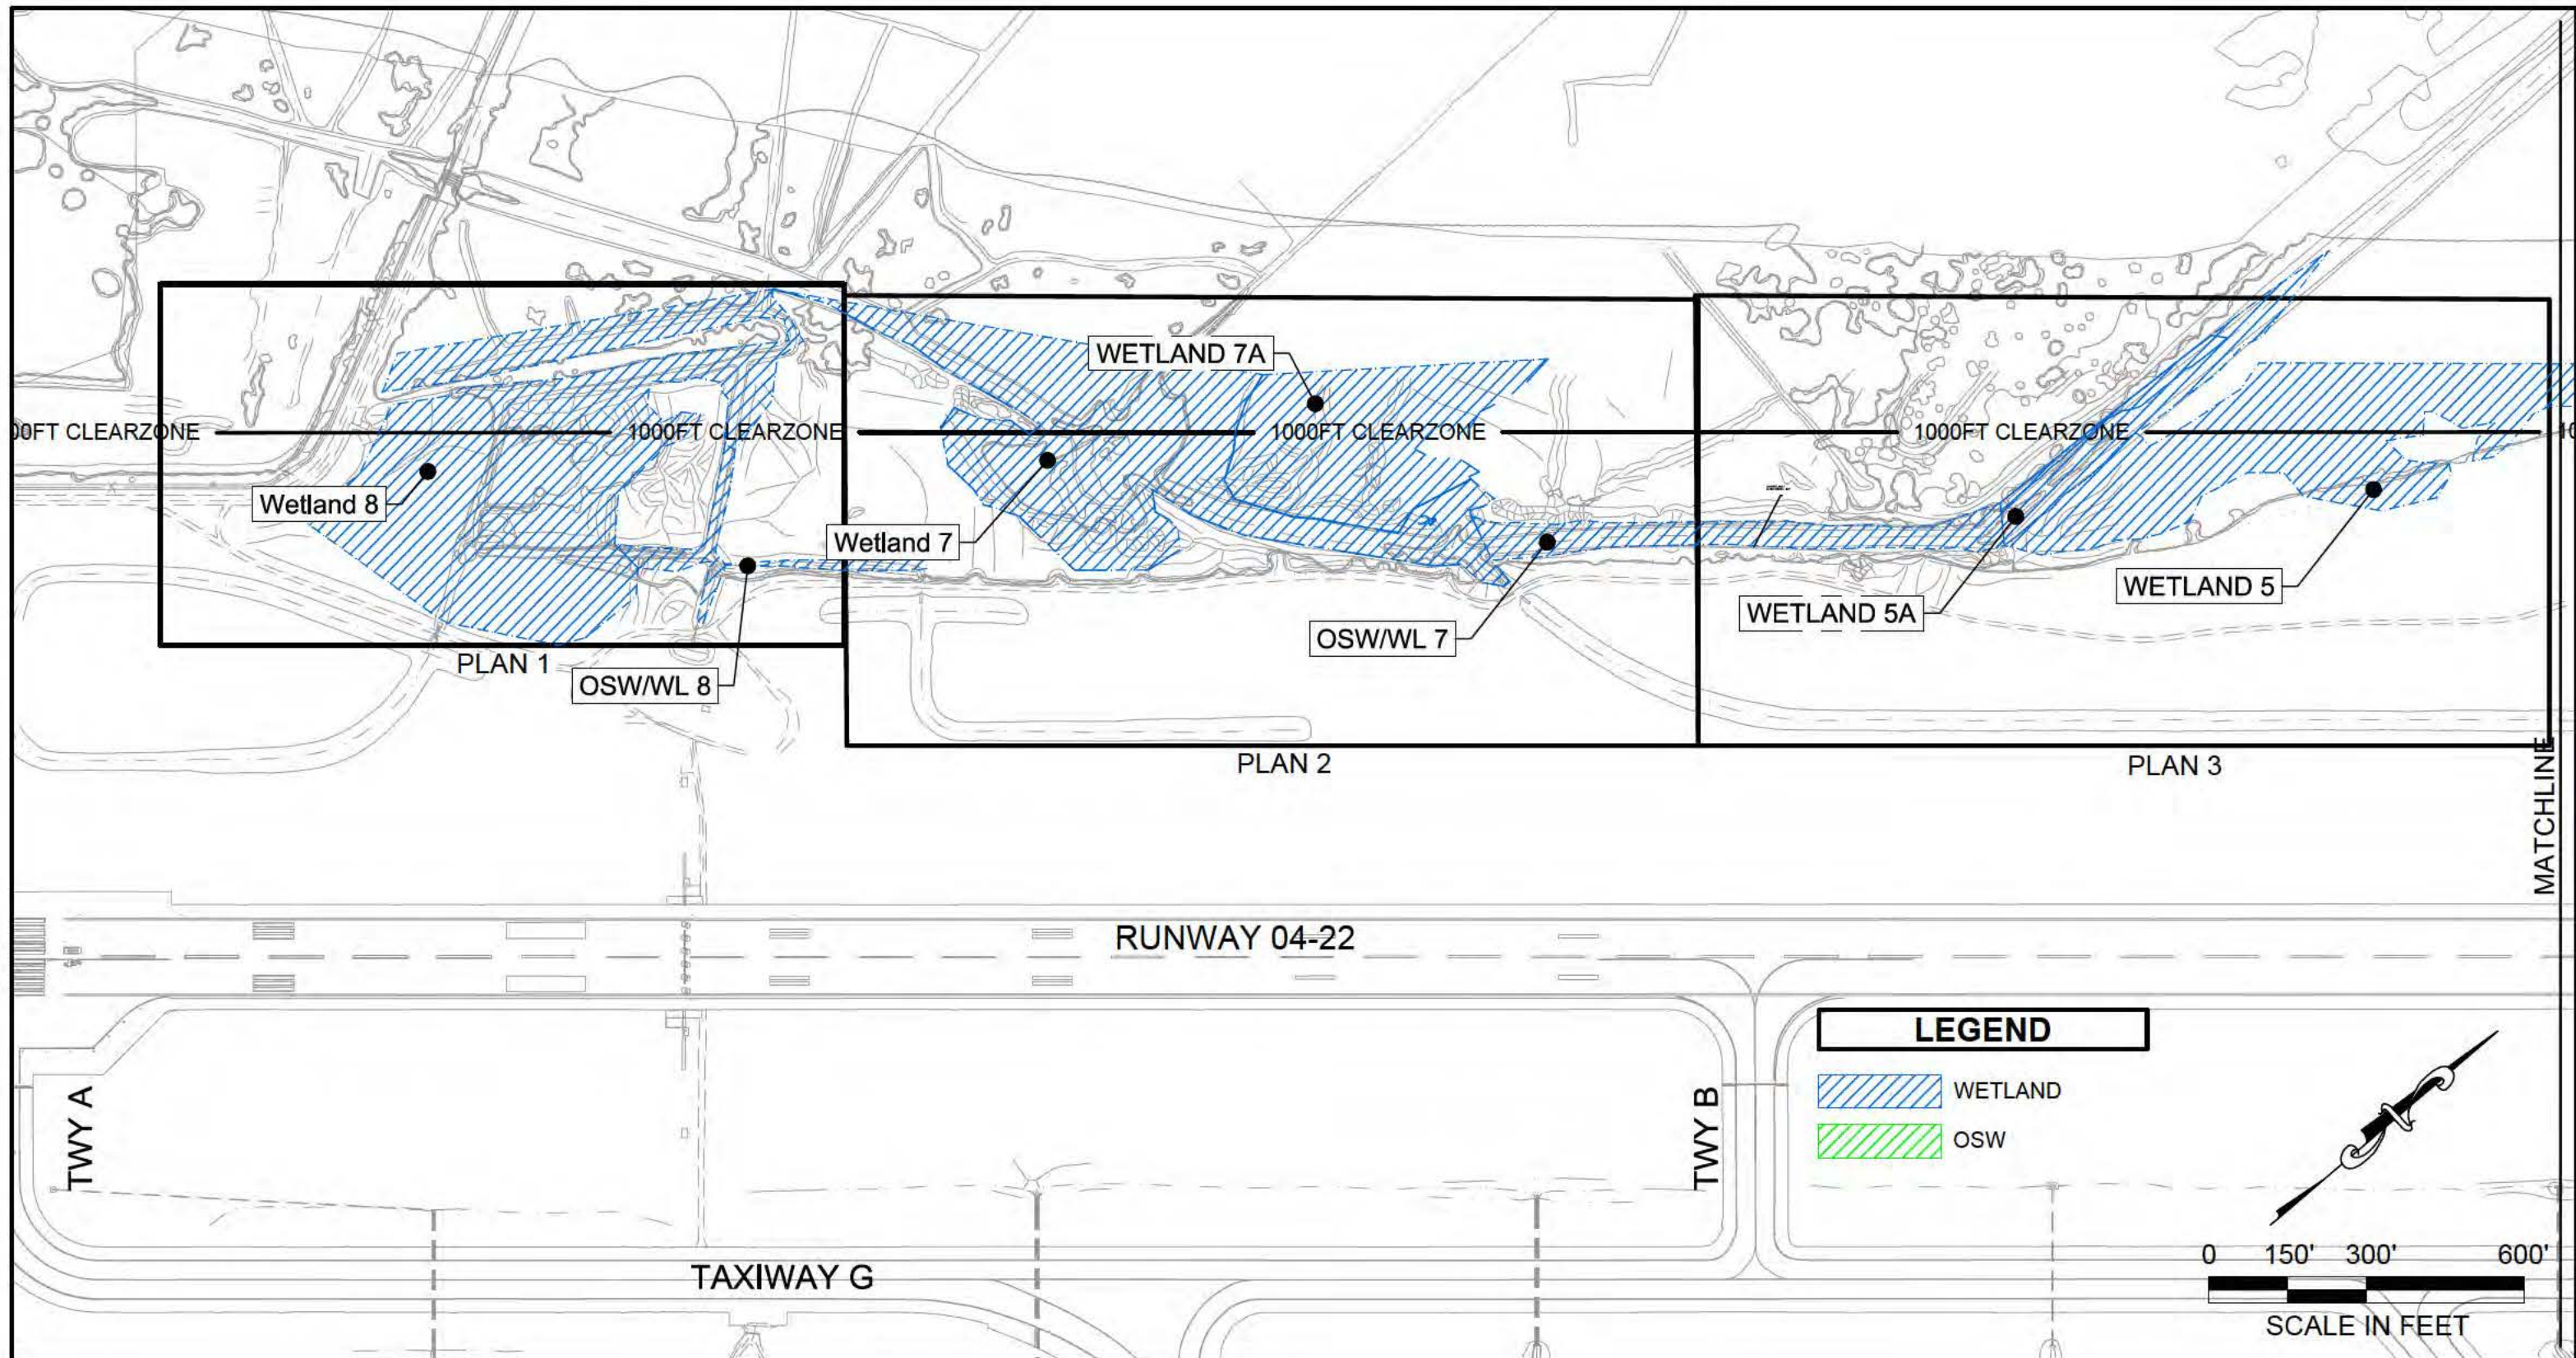 WETLAND 7A
00FT CLEARZONE
1000FT CLEARZONE
1000FT CLEARZONE
1000FT CLEARZONE
10
Wetland 8
Wetland 7
WETLAND 5
WETLAND 5A
OSW/WL 7
PLAN 1
OSW/WL 8
PLAN 2
PLAN 3
MATCHLINE
RUNWAY 04-22
LEGEND
WETLAND
OSW
TWY A
TWY B
TAXIWAY G
0 150' 300' 600'
SCALE IN FEET